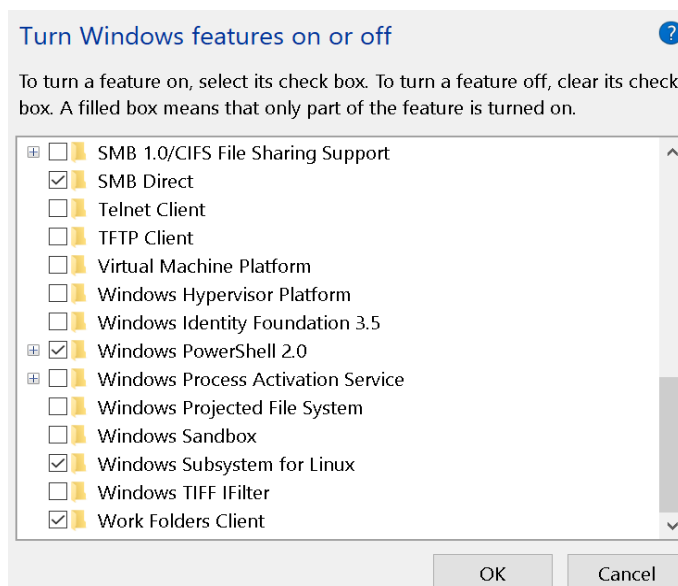 Turn Windows features on or off
?
To turn a feature on, select its check box. To turn a feature off, clear its check
box. A filled box means that only part of the feature is turned on.
SMB 1.0/CIFS File Sharing Support
SMB Direct
Telnet Client
TFTP Client
Virtual Machine Platform
Windows Hypervisor Platform
Windows Identity Foundation 3.5
Windows PowerShell 2.0
Windows Process Activation Service
Windows Projected File System
Windows Sandbox
Windows Subsystem for Linux
Windows TIFF IFilter
Work Folders Client
OK
Cancel